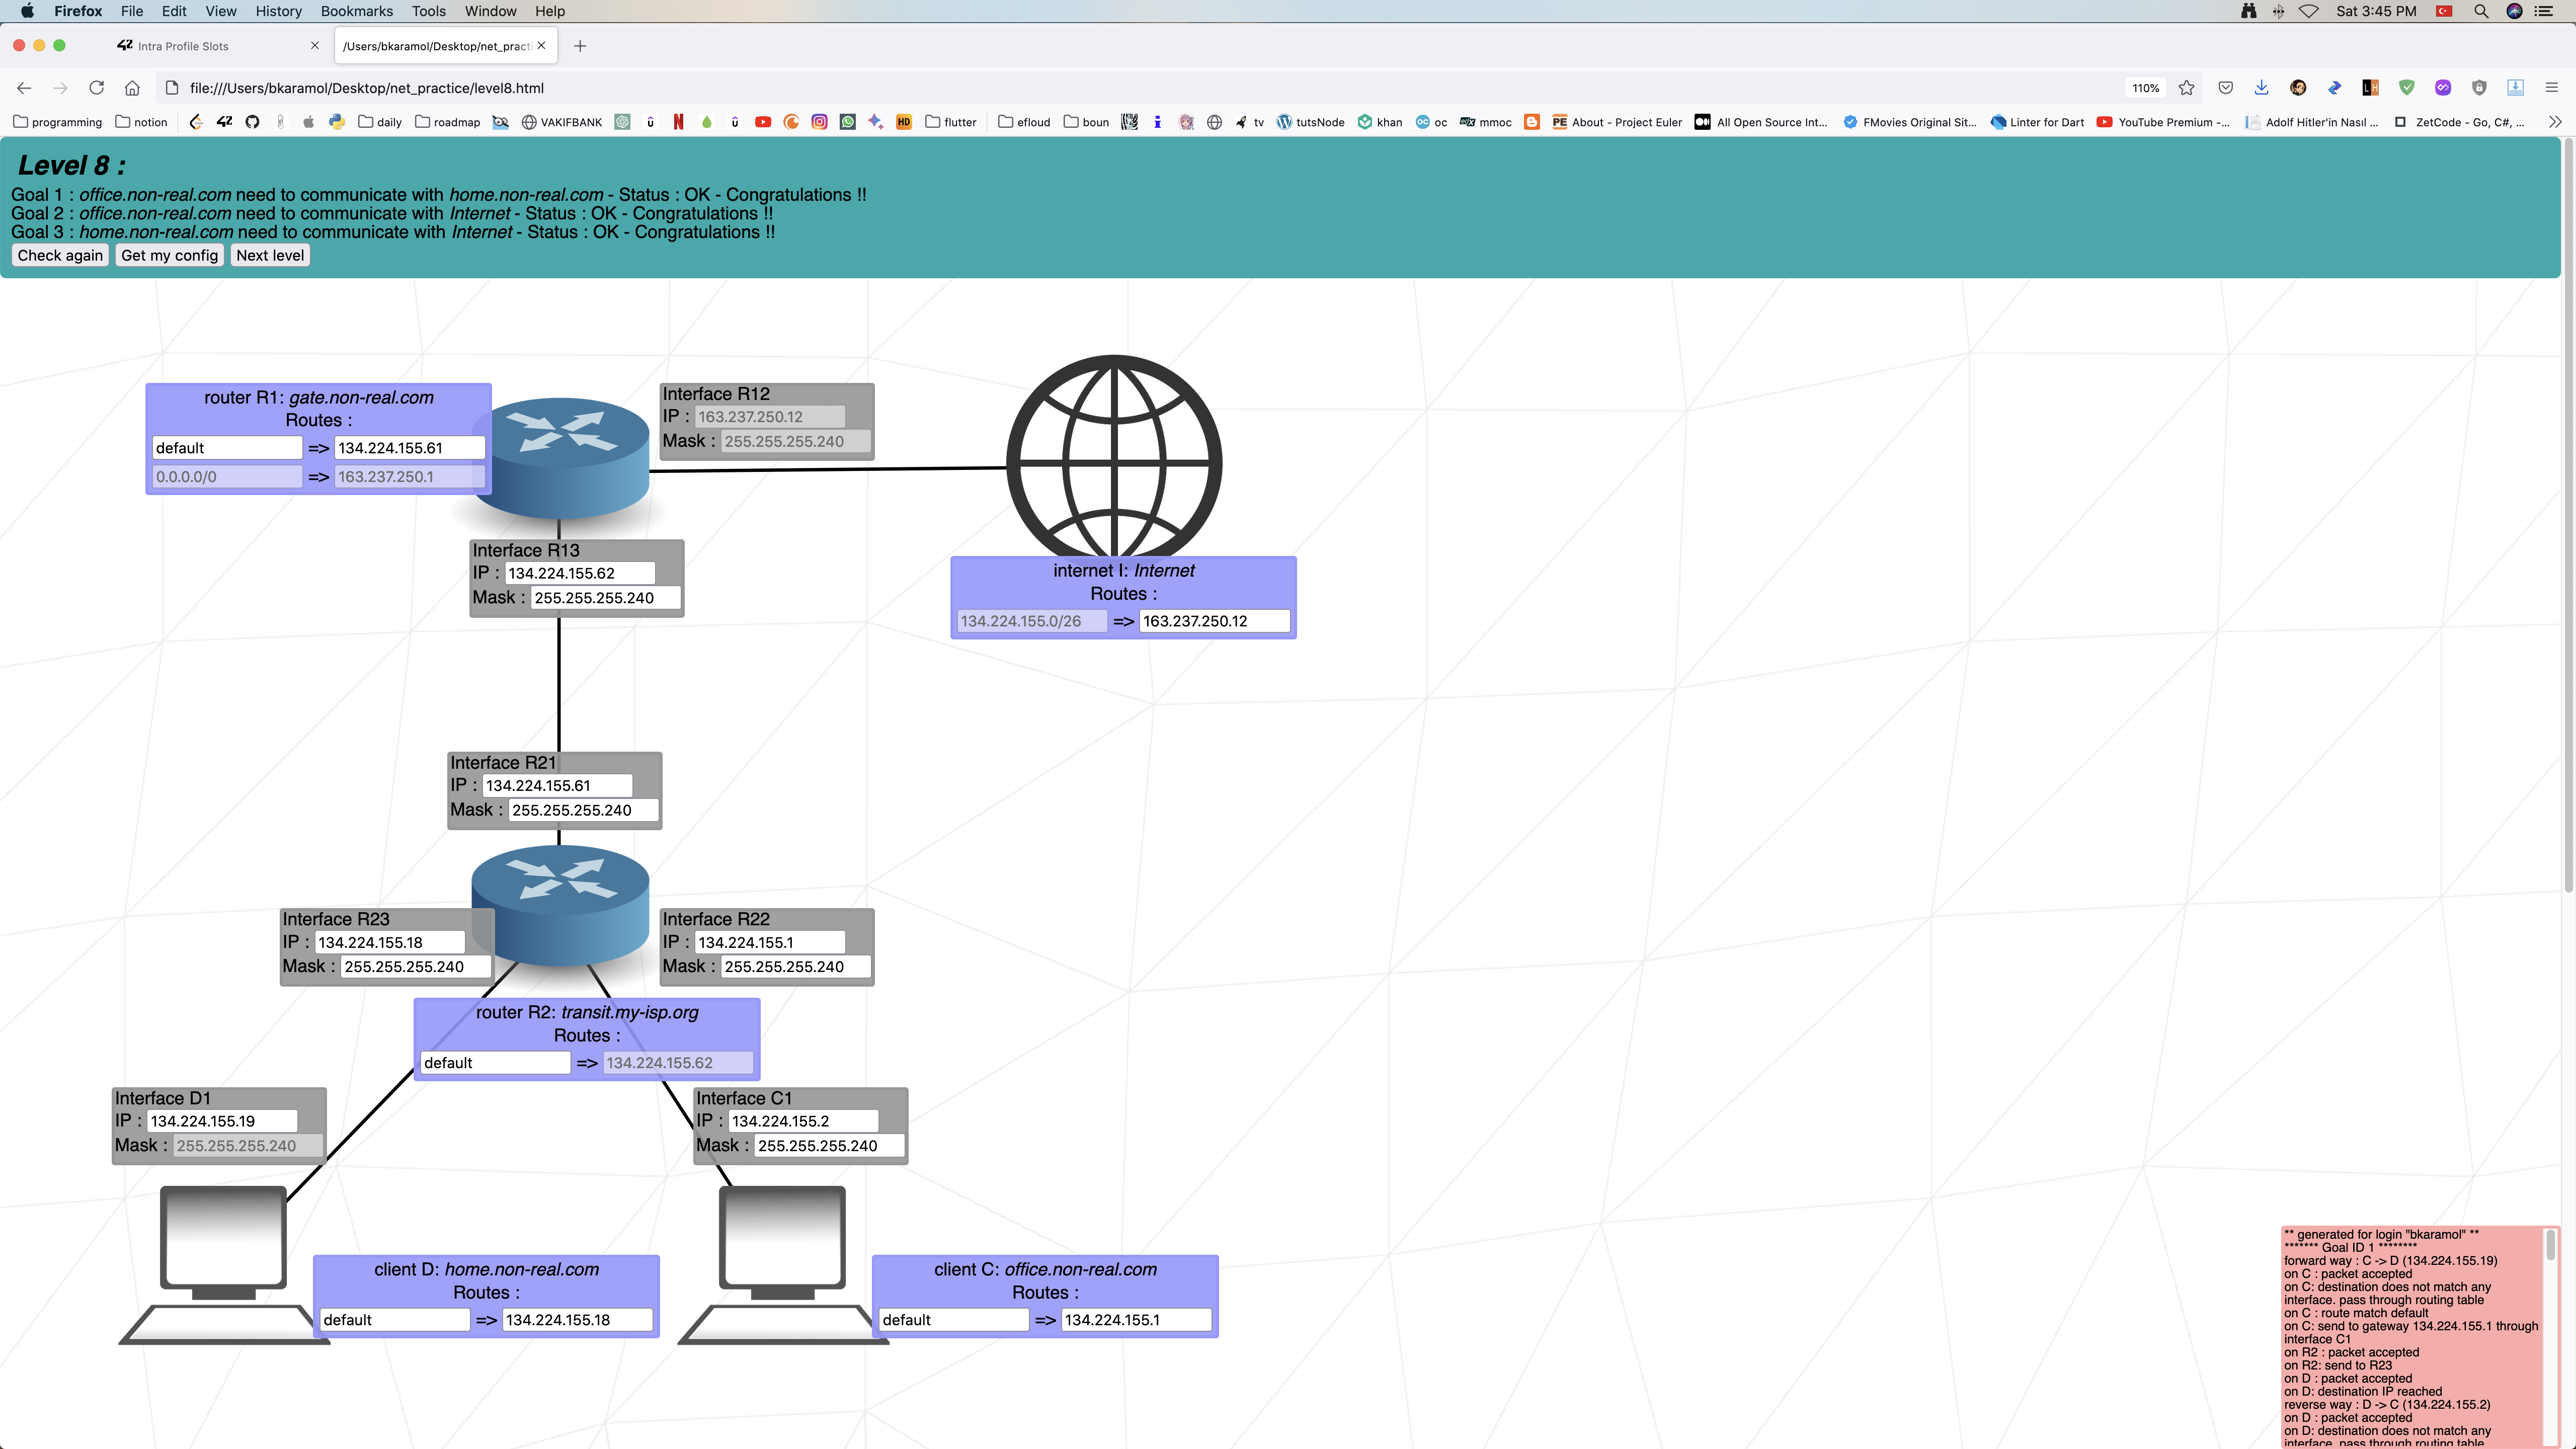 Firefox File Edit View History Bookmarks Tools Window Help Sat 3:45 PM
42 Intra Profile Slots
/Users/bkaramol/Desktop/net_pract
file:///Users/bkaramol/Desktop/net_practice/level8.html 110%
programming notion 42 daily roadmap VAKIFBANK HD flutter efloud boun tv tutsNode khan oc mmoc About - Project Euler All Open Source Int... FMovies Original Sit... Linter for Dart YouTube Premium -... Adolf Hitler'in Nasıl ... ZetCode - Go, C#, ...
Level 8 :
Goal 1 : office.non-real.com need to communicate with home.non-real.com - Status : OK - Congratulations !!
Goal 2 : office.non-real.com need to communicate with Internet - Status : OK - Congratulations !!
Goal 3 : home.non-real.com need to communicate with Internet - Status : OK - Congratulations !!
Check again Get my config Next level
router R1: gate.non-real.com
Routes :
default => 134.224.155.61
0.0.0.0/0 => 163.237.250.1
Interface R12
IP : 163.237.250.12
Mask : 255.255.255.240
Interface R13
IP : 134.224.155.62
Mask : 255.255.255.240
internet I: Internet
Routes :
134.224.155.0/26 => 163.237.250.12
Interface R21
IP : 134.224.155.61
Mask : 255.255.255.240
Interface R23
IP : 134.224.155.18
Mask : 255.255.255.240
Interface R22
IP : 134.224.155.1
Mask : 255.255.255.240
router R2: transit.my-isp.org
Routes :
default => 134.224.155.62
Interface D1
IP : 134.224.155.19
Mask : 255.255.255.240
Interface C1
IP : 134.224.155.2
Mask : 255.255.255.240
client D: home.non-real.com
Routes :
default => 134.224.155.18
client C: office.non-real.com
Routes :
default => 134.224.155.1
** generated for login "bkaramol" **
******* Goal ID 1 ********
forward way : C -> D (134.224.155.19)
on C : packet accepted
on C: destination does not match any
interface. pass through routing table
on C : route match default
on C: send to gateway 134.224.155.1 through
interface C1
on R2 : packet accepted
on R2: send to R23
on D : packet accepted
on D: destination IP reached
reverse way : D -> C (134.224.155.2)
on D : packet accepted
on D: destination does not match any
interface. pass through routing table